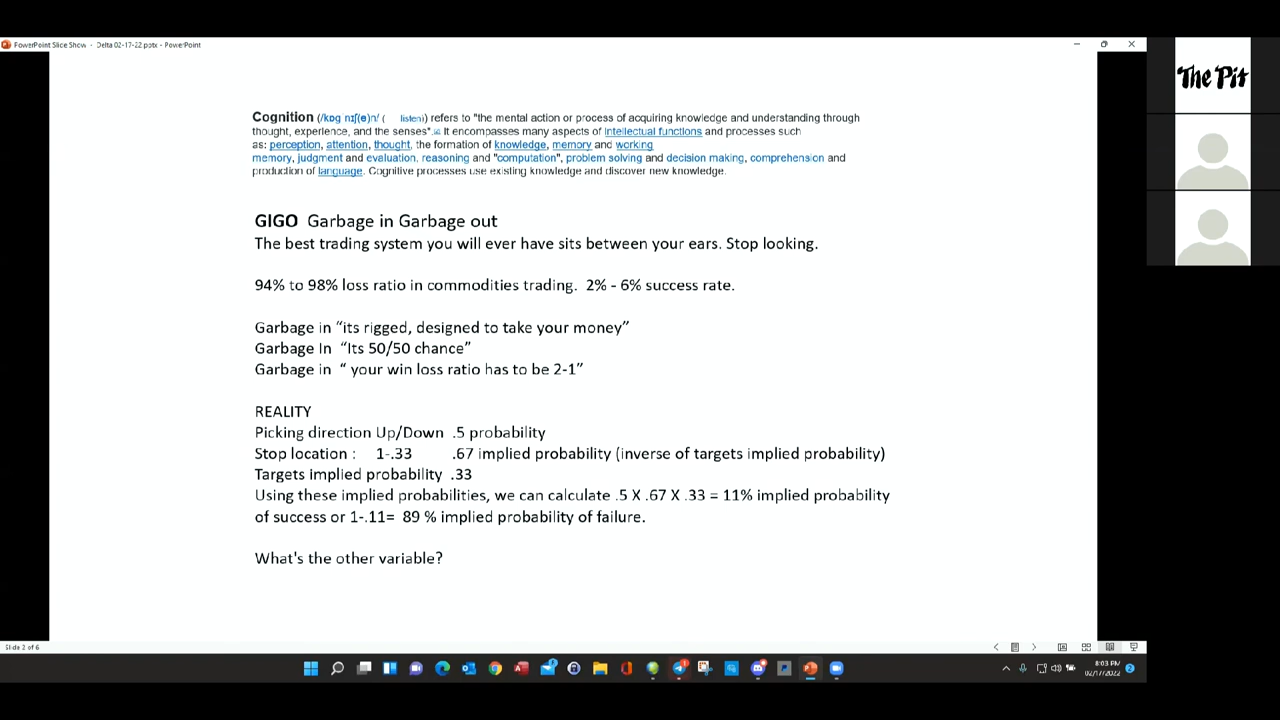 PowerPoint Slide Show - Delta 02-17-22.pptx - PowerPoint
The Pit
Cognition (/kɒɡˈnɪʃ(ə)n/ ( listen)) refers to "the mental action or process of acquiring knowledge and understanding through
thought, experience, and the senses". It encompasses many aspects of intellectual functions and processes such
as: perception, attention, thought, the formation of knowledge, memory and working
memory, judgment and evaluation, reasoning and "computation", problem solving and decision making, comprehension and
production of language. Cognitive processes use existing knowledge and discover new knowledge.
GIGO Garbage in Garbage out
The best trading system you will ever have sits between your ears. Stop looking.
94% to 98% loss ratio in commodities trading. 2% - 6% success rate.
Garbage in “its rigged, designed to take your money”
Garbage In “Its 50/50 chance”
Garbage in “ your win loss ratio has to be 2-1”
REALITY
Picking direction Up/Down .5 probability
Stop location : 1-.33 .67 implied probability (inverse of targets implied probability)
Targets implied probability .33
Using these implied probabilities, we can calculate .5 X .67 X .33 = 11% implied probability
of success or 1-.11= 89 % implied probability of failure.
What's the other variable?
Slide 2 of 6
8:03 PM
02/17/2022
2